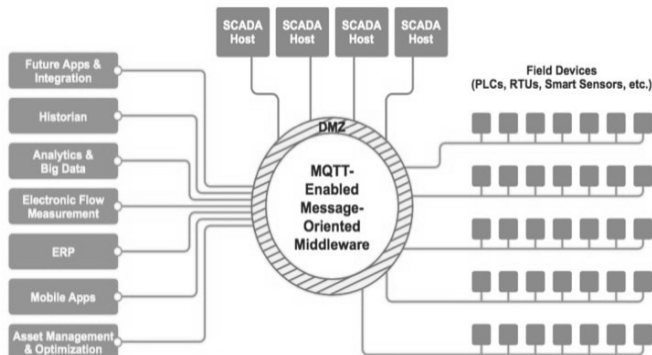 SCADA
Host
SCADA
Host
SCADA
Host
SCADA
Host
Future Apps &
Integration
Historian
Analytics &
Big Data
Electronic Flow
Measurement
ERP
Mobile Apps
Asset Management
& Optimization
DMZ
MQTT-
Enabled
Message-
Oriented
Middleware
Field Devices
(PLCs, RTUs, Smart Sensors, etc.)